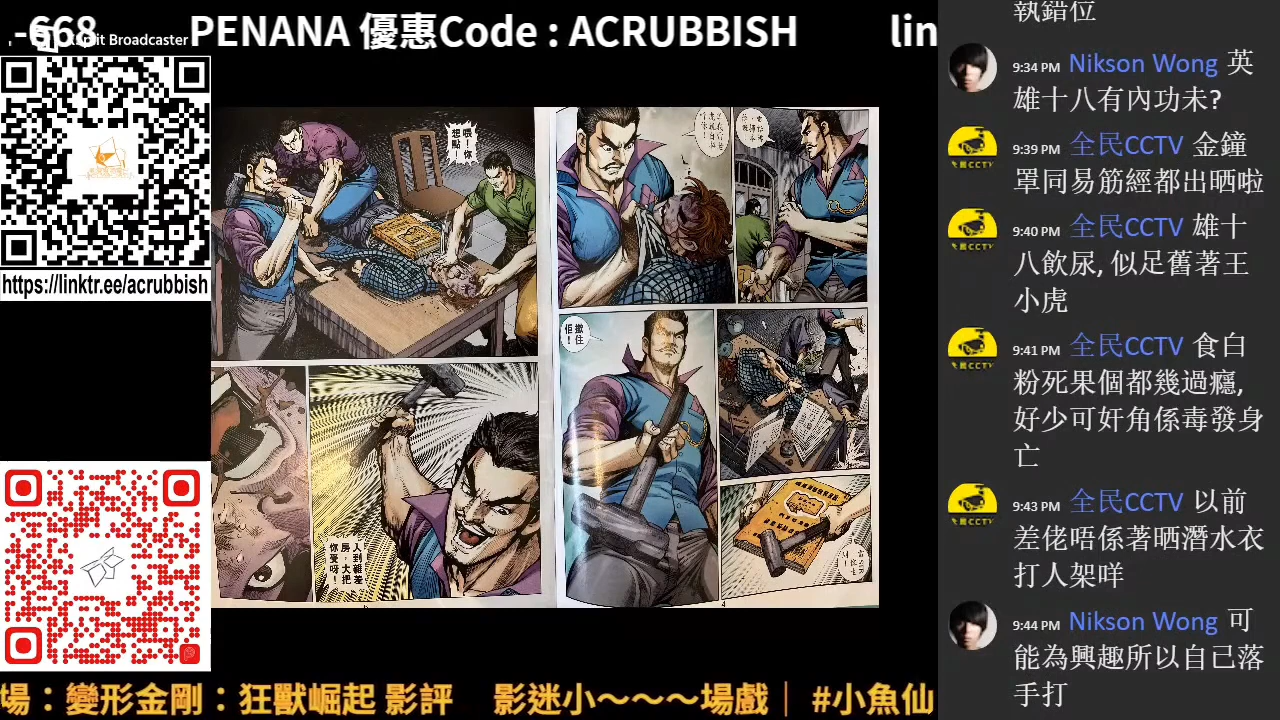 -668 PENANA 優惠Code : ACRUBBISH lin
XSplit Broadcaster
https://linktr.ee/acrubbish
喂！你
想點！
撇住
佢！
人到雜差
房，大把
你受呀！
執錯位
9:34 PM Nikson Wong 英
雄十八有內功未?
9:39 PM 全民CCTV 金鐘
罩同易筋經都出晒啦
9:40 PM 全民CCTV 雄十
八飲尿, 似足舊著王
小虎
9:41 PM 全民CCTV 食白
粉死果個都幾過癮,
好少可奸角係毒發身
亡
9:43 PM 全民CCTV 以前
差佬唔係著晒潛水衣
打人架咩
9:44 PM Nikson Wong 可
能為興趣所以自己落
手打
場：變形金剛：狂獸崛起 影評 影迷小～～～場戲｜ #小魚仙